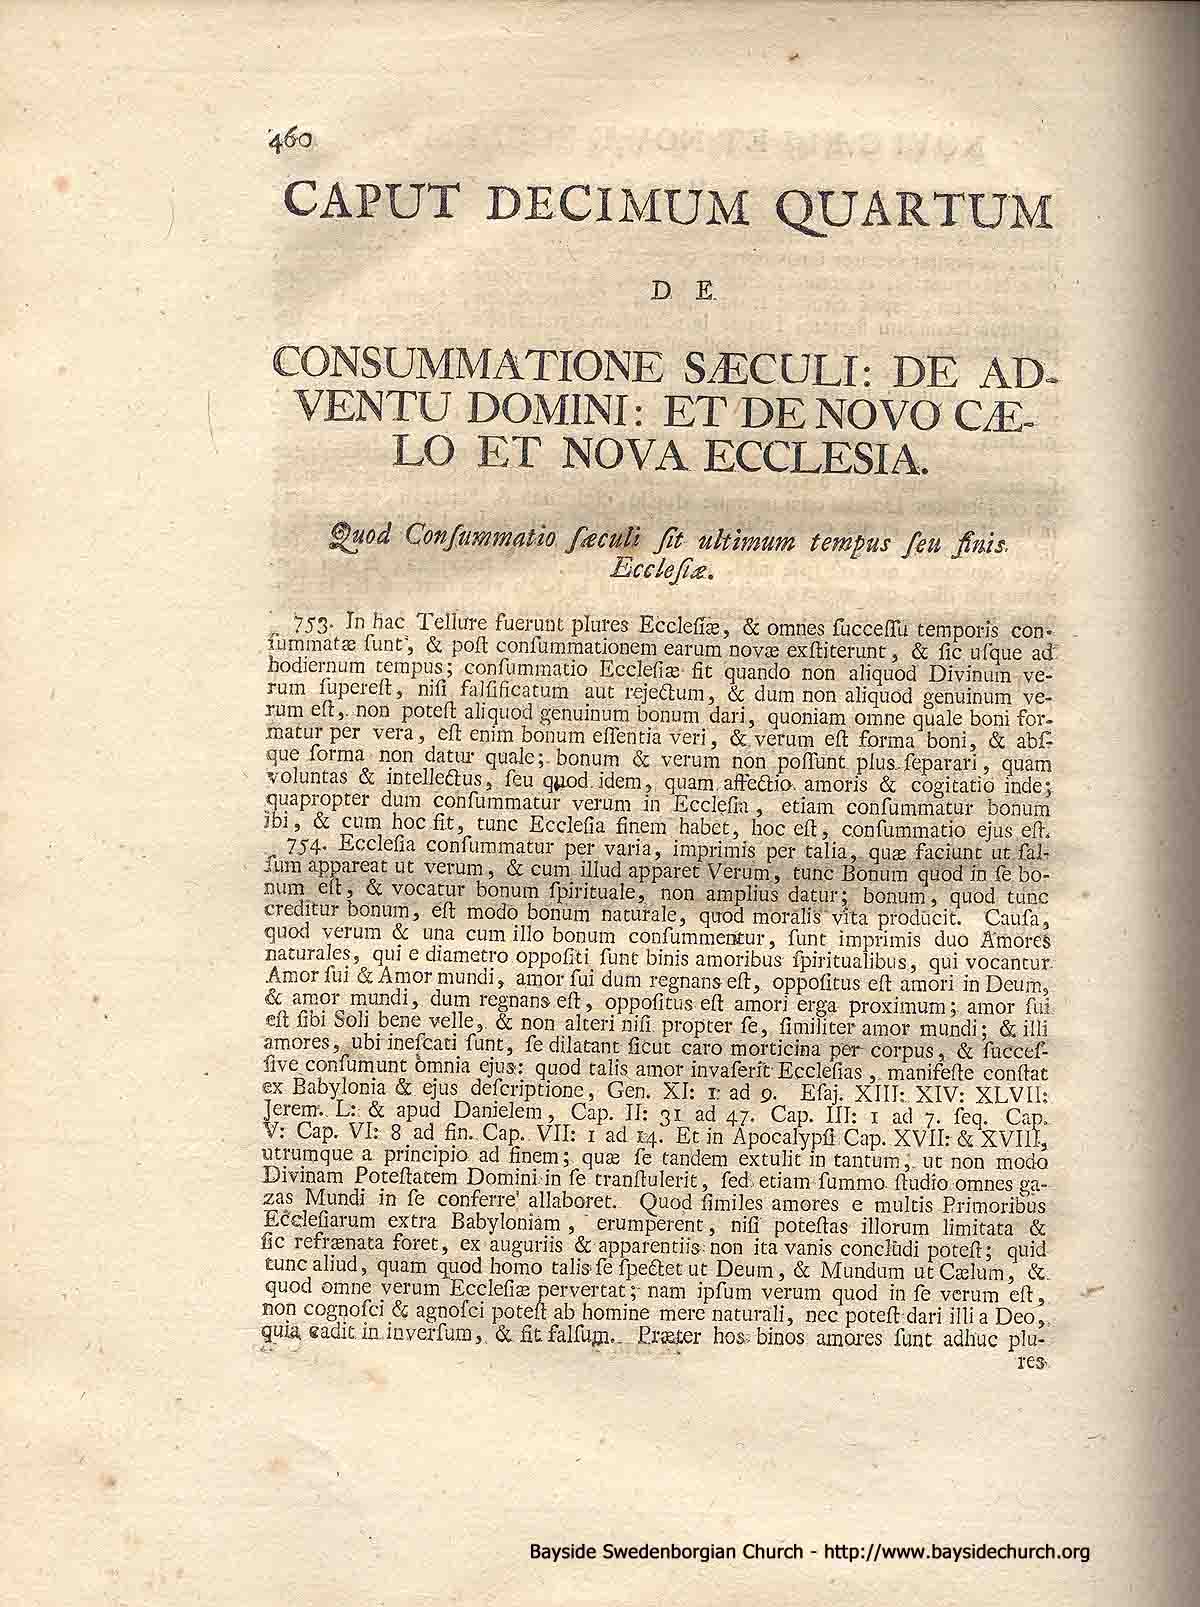 460
CAPUT DECIMUM QUARTUM
DE
CONSUMMATIONE SÆCULI: DE AD-
VENTU DOMINI: ET DE NOVO CÆ-
LO ET NOVA ECCLESIA.
Quod Conſummatio ſæculi ſit ultimum tempus ſeu finis
Eccleſiæ.
753. In hac Tellure fuerunt plures Eccleſiæ, & omnes ſucceſſu temporis con-
ſummatæ ſunt, & poſt conſummationem earum novæ exſtiterunt, & ſic uſque ad
hodiernum tempus; conſummatio Eccleſiæ fit quando non aliquod Divinum ve-
rum ſupereſt, niſi falſificatum aut rejectum, & dum non aliquod genuinum ve-
rum eſt, non poteſt aliquod genuinum bonum dari, quoniam omne quale boni for-
matur per vera, eſt enim bonum eſſentia veri, & verum eſt forma boni, & abſ-
que forma non datur quale; bonum & verum non poſſunt plus ſeparari, quam
voluntas & intellectus, ſeu quod idem, quam affectio amoris & cogitatio inde;
quapropter dum conſummatur verum in Eccleſia, etiam conſummatur bonum
ibi, & cum hoc fit, tunc Eccleſia finem habet, hoc eſt, conſummatio ejus eſt.
754. Eccleſia conſummatur per varia, imprimis per talia, quæ faciunt ut fal-
ſum appareat ut verum, & cum illud apparet Verum, tunc Bonum quod in ſe bo-
num eſt, & vocatur bonum ſpirituale, non amplius datur; bonum, quod tunc
creditur bonum, eſt modo bonum naturale, quod moralis vita producit. Cauſa,
quod verum & una cum illo bonum conſummentur, ſunt imprimis duo Amores
naturales, qui e diametro oppoſiti ſunt binis amoribus ſpiritualibus, qui vocantur
Amor ſui & Amor mundi, amor ſui dum regnans eſt, oppoſitus eſt amori in Deum,
& amor mundi, dum regnans eſt, oppoſitus eſt amori erga proximum; amor ſui
eſt ſibi Soli bene velle, & non alteri niſi propter ſe, ſimiliter amor mundi; & illi
amores, ubi ineſcati ſunt, ſe dilatant ſicut caro morticina per corpus, & ſucceſ-
ſive conſumunt omnia ejus: quod talis amor invaſerit Eccleſias, manifeſte conſtat
ex Babylonia & ejus deſcriptione, Gen. XI: 1 ad 9. Eſaj. XIII: XIV: XLVII:
Jerem. L: & apud Danielem, Cap. II: 31 ad 47. Cap. III: 1 ad 7. ſeq. Cap.
V: Cap. VI: 8 ad fin. Cap. VII: 1 ad 14. Et in Apocalypſi Cap. XVII: & XVIII,
utrumque a principio ad finem; quæ ſe tandem extulit in tantum, ut non modo
Divinam Poteſtatem Domini in ſe tranſtulerit, ſed etiam ſummo ſtudio omnes ga-
zas Mundi in ſe conferre allaboret. Quod ſimiles amores e multis Primoribus
Eccleſiarum extra Babyloniam, erumperent, niſi poteſtas illorum limitata &
ſic refrænata foret, ex auguriis & apparentiis non ita vanis concludi poteſt; quid
tunc aliud, quam quod homo talis ſe ſpectet ut Deum, & Mundum ut Cælum, &
quod omne verum Eccleſiæ pervertat; nam ipſum verum quod in ſe verum eſt,
non cognoſci & agnoſci poteſt ab homine mere naturali, nec poteſt dari illi a Deo,
quia cadit in inverſum, & fit falſum. Præter hos binos amores ſunt adhuc plu-
res
Bayside Swedenborgian Church - http://www.baysidechurch.org